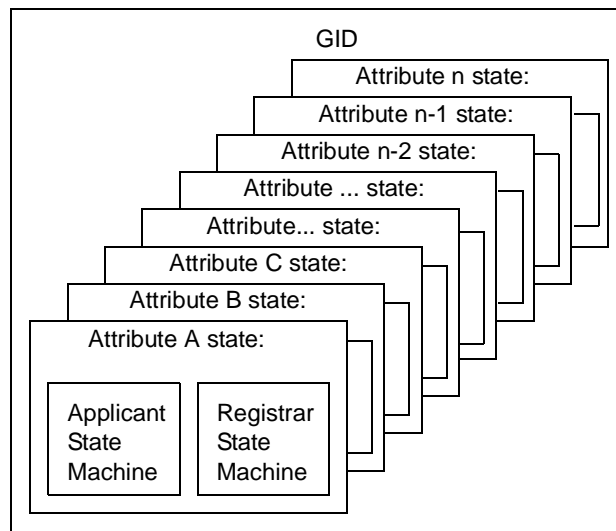 GID
Attribute n state:
Attribute n-1 state:
Attribute n-2 state:
Attribute ... state:
Attribute... state:
Attribute C state:
Attribute B state:
Attribute A state:
Applicant
State
Machine
Registrar
State
Machine